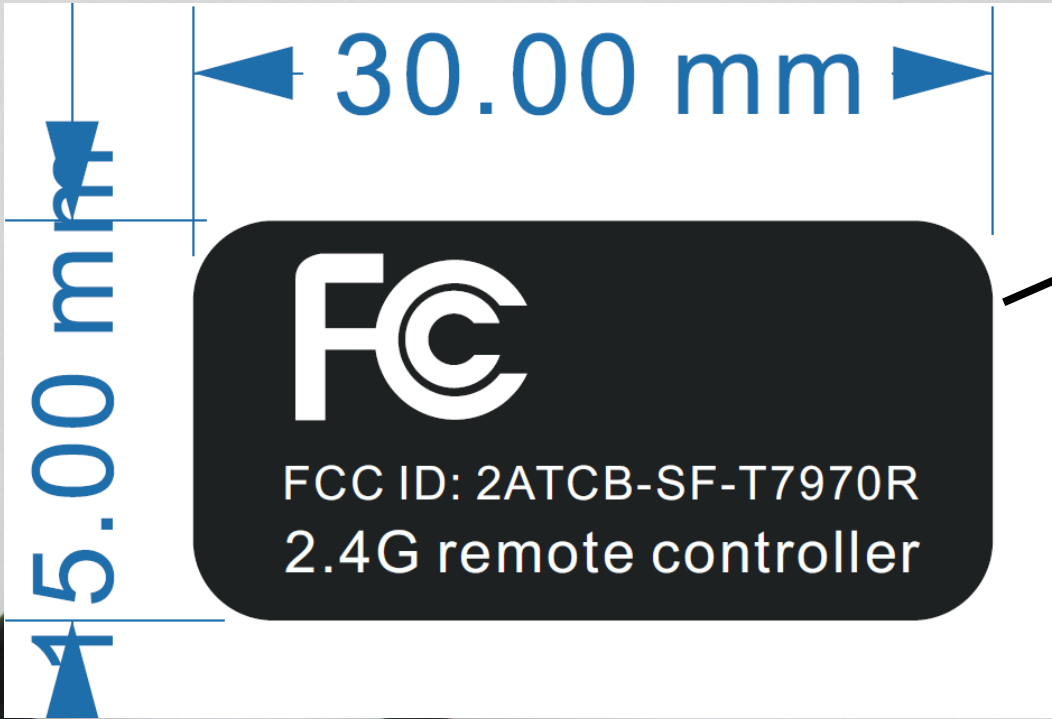 30.00 mm
15.00 mm
FC
FCC ID: 2ATCB-SF-T7970R
2.4G remote controller